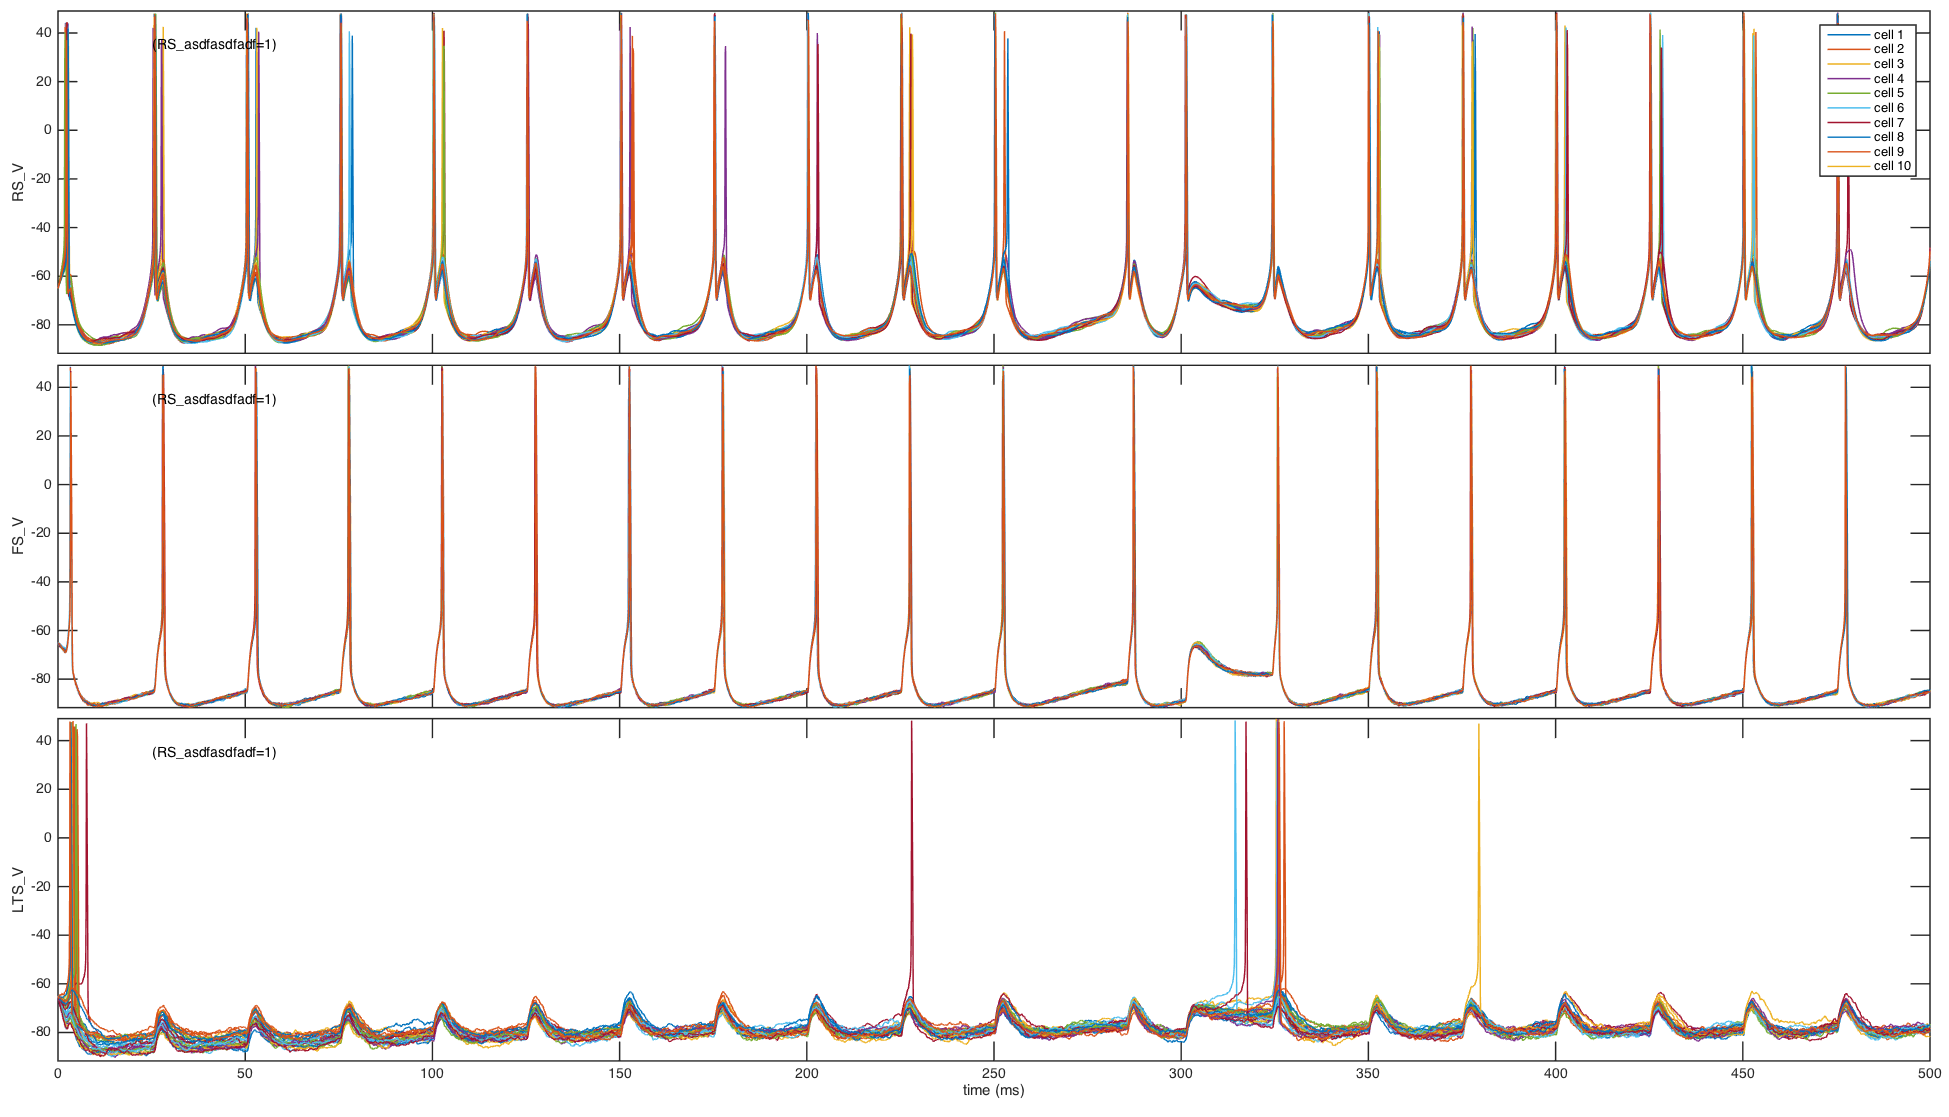 40
20
0
-20
-40
-60
-80
RS_V
(RS_asdfasdfadf=1)
cell 1
cell 2
cell 3
cell 4
cell 5
cell 6
cell 7
cell 8
cell 9
cell 10
40
20
0
-20
-40
-60
-80
FS_V
(RS_asdfasdfadf=1)
40
20
0
-20
-40
-60
-80
LTS_V
(RS_asdfasdfadf=1)
0 50 100 150 200 250 300 350 400 450 500
time (ms)